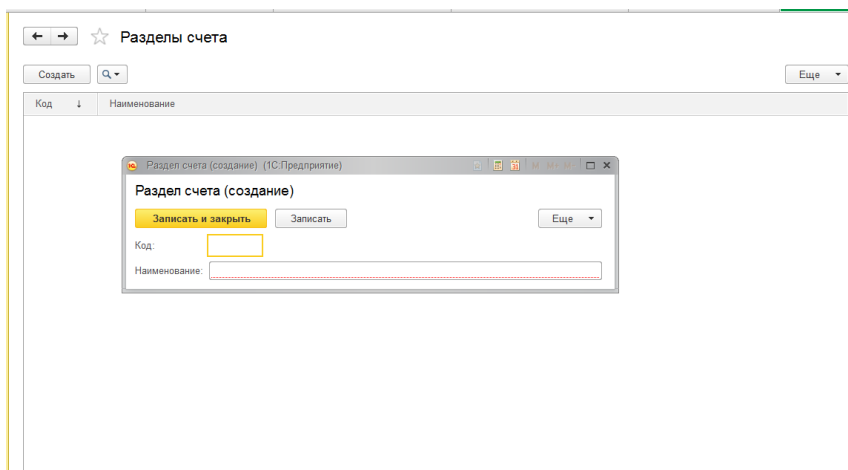 Разделы счета
Создать
Еще
Код ↓ Наименование
Раздел счета (создание) (1С:Предприятие)
M M+ M-
Раздел счета (создание)
Записать и закрыть Записать Еще
Код:
Наименование: